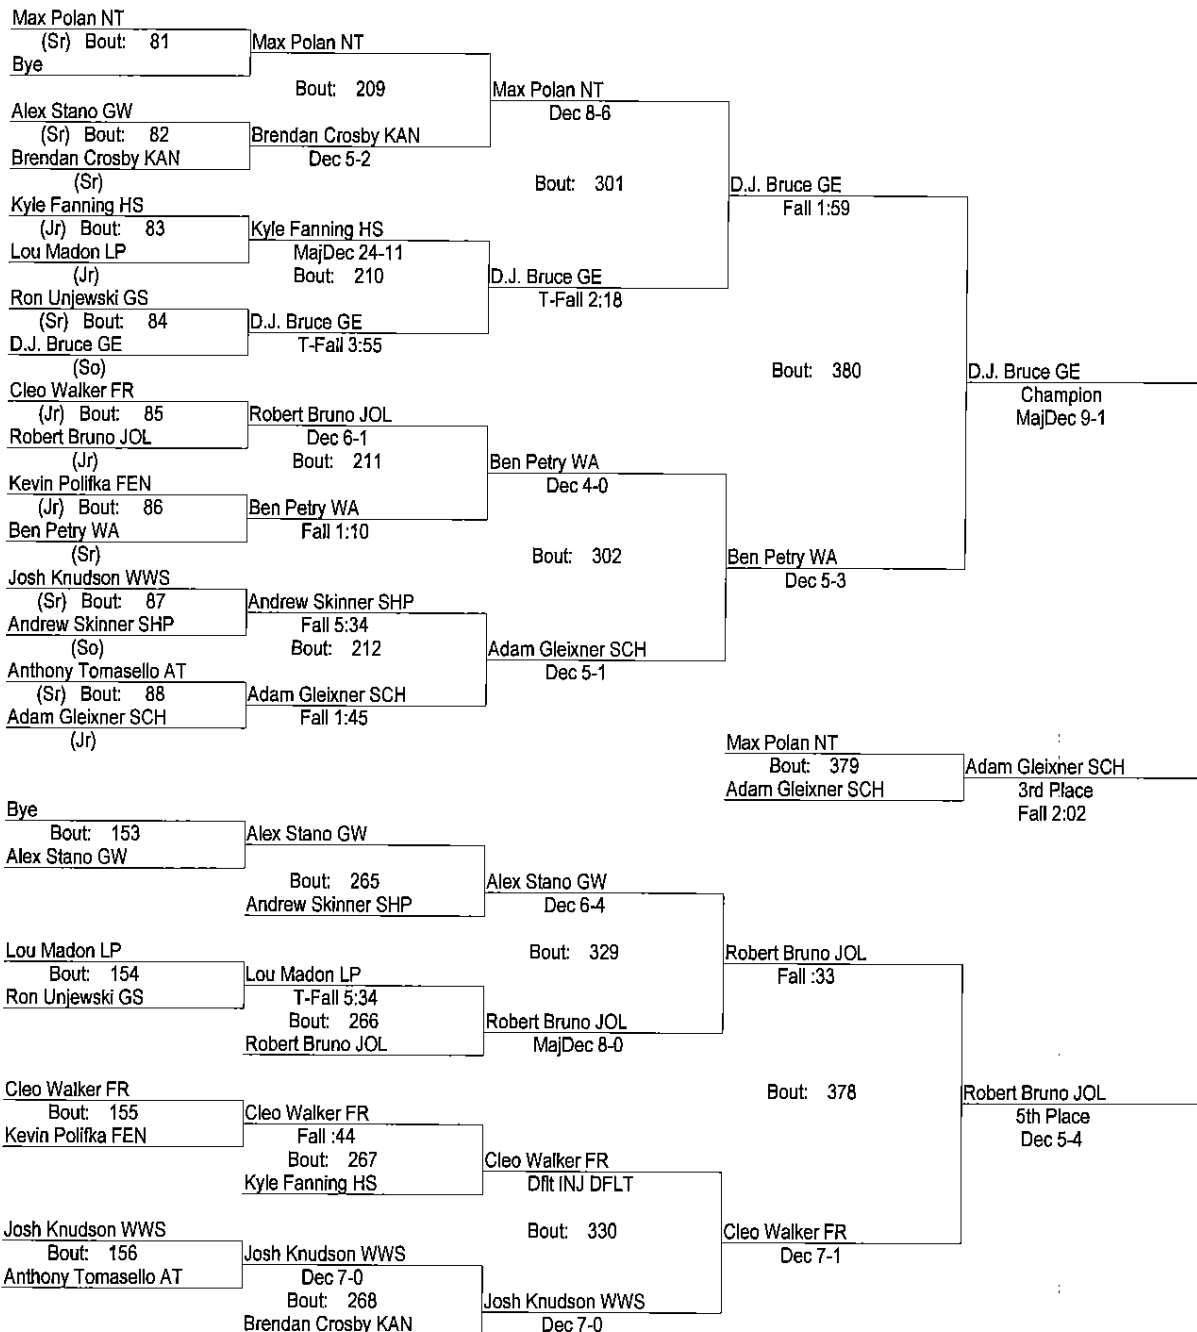 Max Polan NT
(Sr) Bout: 81
Bye
Alex Stano GW
(Sr) Bout: 82
Brendan Crosby KAN
(Sr)
Kyle Fanning HS
(Jr) Bout: 83
Lou Madon LP
(Jr)
Ron Unjewski GS
(Sr) Bout: 84
D.J. Bruce GE
(So)
Cleo Walker FR
(Jr) Bout: 85
Robert Bruno JOL
(Jr)
Kevin Polifka FEN
(Jr) Bout: 86
Ben Petry WA
(Sr)
Josh Knudson WWS
(Sr) Bout: 87
Andrew Skinner SHP
(So)
Anthony Tomasello AT
(Sr) Bout: 88
Adam Gleixner SCH
(Jr)
Max Polan NT
Bout: 209
Brendan Crosby KAN
Dec 5-2
Kyle Fanning HS
MajDec 24-11
Bout: 210
D.J. Bruce GE
T-Fall 3:55
Robert Bruno JOL
Dec 6-1
Bout: 211
Ben Petry WA
Fall 1:10
Andrew Skinner SHP
Fall 5:34
Bout: 212
Adam Gleixner SCH
Fall 1:45
Max Polan NT
Dec 8-6
Bout: 301
D.J. Bruce GE
T-Fall 2:18
Ben Petry WA
Dec 4-0
Bout: 302
Adam Gleixner SCH
Dec 5-1
D.J. Bruce GE
Fall 1:59
Bout: 380
Ben Petry WA
Dec 5-3
D.J. Bruce GE
Champion
MajDec 9-1
Max Polan NT
Bout: 379
Adam Gleixner SCH
Adam Gleixner SCH
3rd Place
Fall 2:02
Bye
Bout: 153
Alex Stano GW
Lou Madon LP
Bout: 154
Ron Unjewski GS
Cleo Walker FR
Bout: 155
Kevin Polifka FEN
Josh Knudson WWS
Bout: 156
Anthony Tomasello AT
Alex Stano GW
Bout: 265
Andrew Skinner SHP
Lou Madon LP
T-Fall 5:34
Bout: 266
Robert Bruno JOL
Cleo Walker FR
Fall :44
Bout: 267
Kyle Fanning HS
Josh Knudson WWS
Dec 7-0
Bout: 268
Brendan Crosby KAN
Alex Stano GW
Dec 6-4
Bout: 329
Robert Bruno JOL
MajDec 8-0
Cleo Walker FR
Dflt INJ DFLT
Bout: 330
Josh Knudson WWS
Dec 7-0
Robert Bruno JOL
Fall :33
Bout: 378
Cleo Walker FR
Dec 7-1
Robert Bruno JOL
5th Place
Dec 5-4